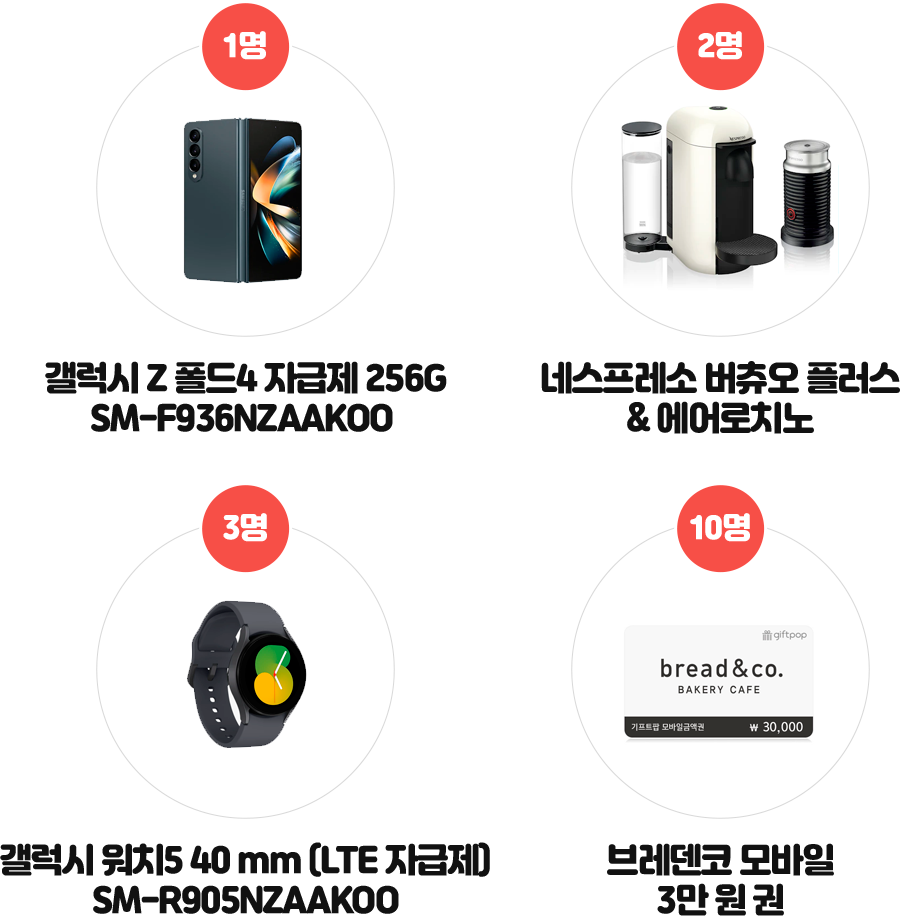 1명
2명
갤럭시 Z 폴드4 자급제 256G
SM-F936NZAAKOO
네스프레소 버츄오 플러스
& 에어로치노
3명
10명
giftpop
bread&co.
BAKERY CAFE
기프트팝 모바일금액권 ₩ 30,000
갤럭시 워치5 40 mm (LTE 자급제)
SM-R905NZAAKOO
브레덴코 모바일
3만 원 권